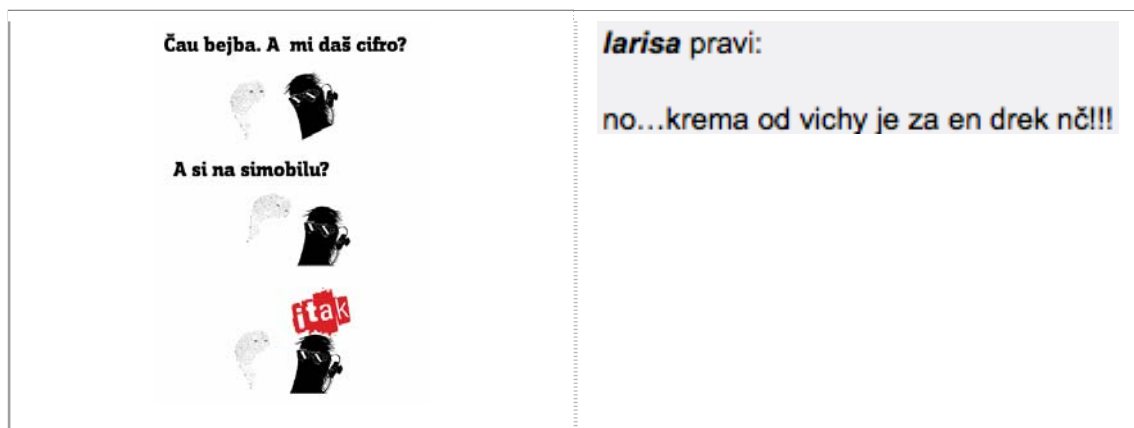 Čau bejba. A mi daš cifro?
A si na simobilu?
itak
larisa pravi:
no...krema od vichy je za en drek nč!!!